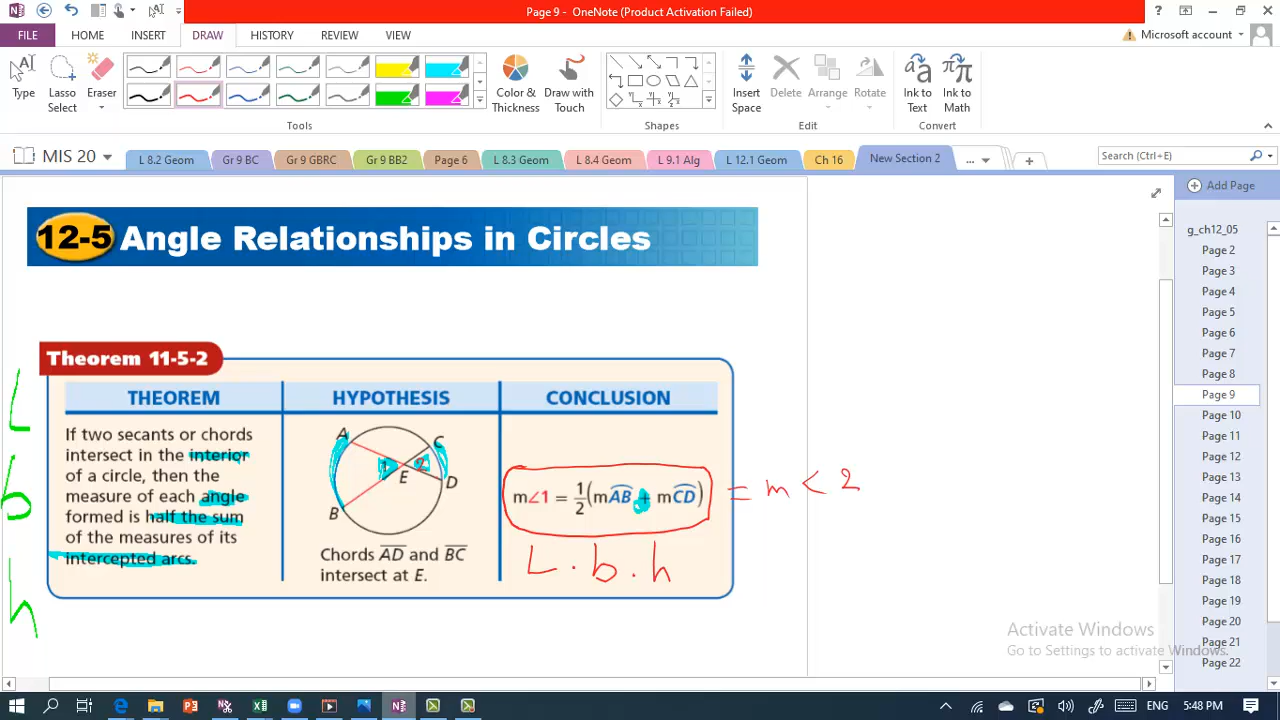 Page 9 - OneNote (Product Activation Failed)
FILE HOME INSERT DRAW HISTORY REVIEW VIEW Microsoft account
Type Lasso Select Eraser Color & Thickness Draw with Touch Insert Space Delete Arrange Rotate Ink to Text Ink to Math
Tools Shapes Edit Convert
MIS 20 L 8.2 Geom Gr 9 BC Gr 9 GBRC Gr 9 BB2 Page 6 L 8.3 Geom L 8.4 Geom L 9.1 Alg L 12.1 Geom Ch 16 New Section 2 ... Search (Ctrl+E)
Add Page
12-5 Angle Relationships in Circles
Theorem 11-5-2
THEOREM HYPOTHESIS CONCLUSION
If two secants or chords
intersect in the interior
of a circle, then the
measure of each angle
formed is half the sum
of the measures of its
intercepted arcs.
A C
1 2
E
D
B
Chords AD and BC
intersect at E.
m∠1 = 1/2(mAB + mCD) = m < 2
L . b . h
L
b
h
g_ch12_05
Page 2
Page 3
Page 4
Page 5
Page 6
Page 7
Page 8
Page 9
Page 10
Page 11
Page 12
Page 13
Page 14
Page 15
Page 16
Page 17
Page 18
Page 19
Page 20
Page 21
Page 22
Activate Windows
Go to Settings to activate Windows.
ENG 5:48 PM